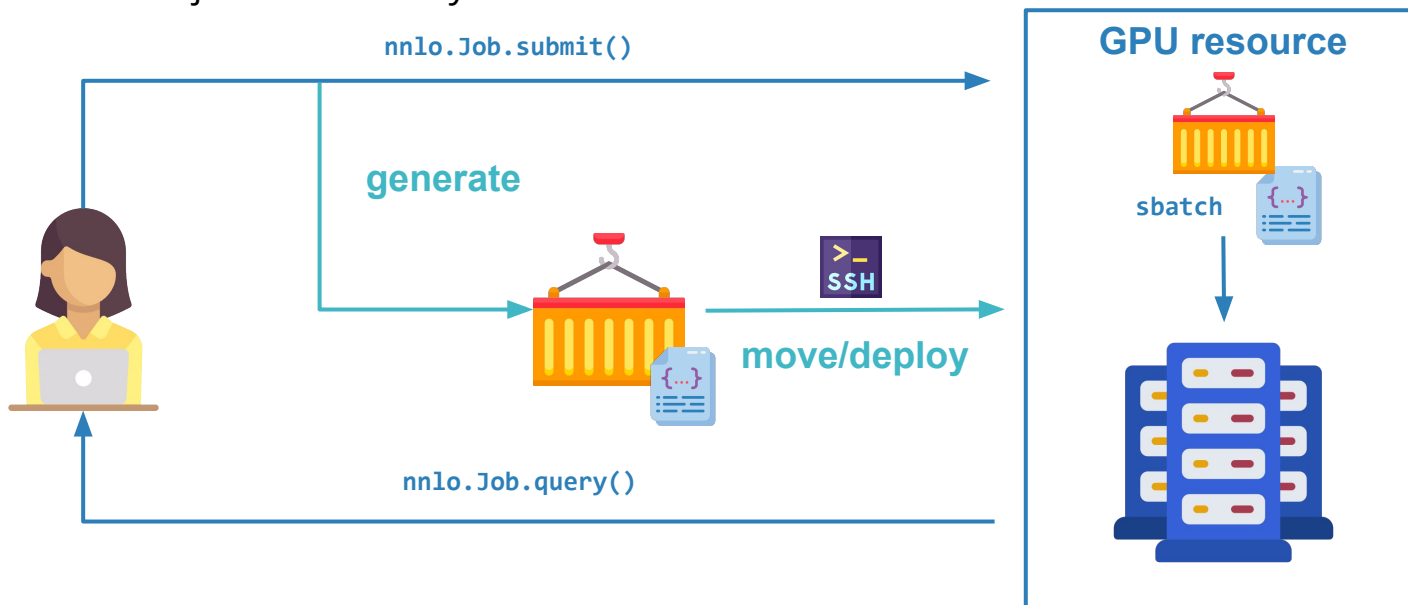 nnlo.Job.submit()
GPU resource
generate
sbatch
{...}
>_
SSH
move/deploy
{...}
nnlo.Job.query()